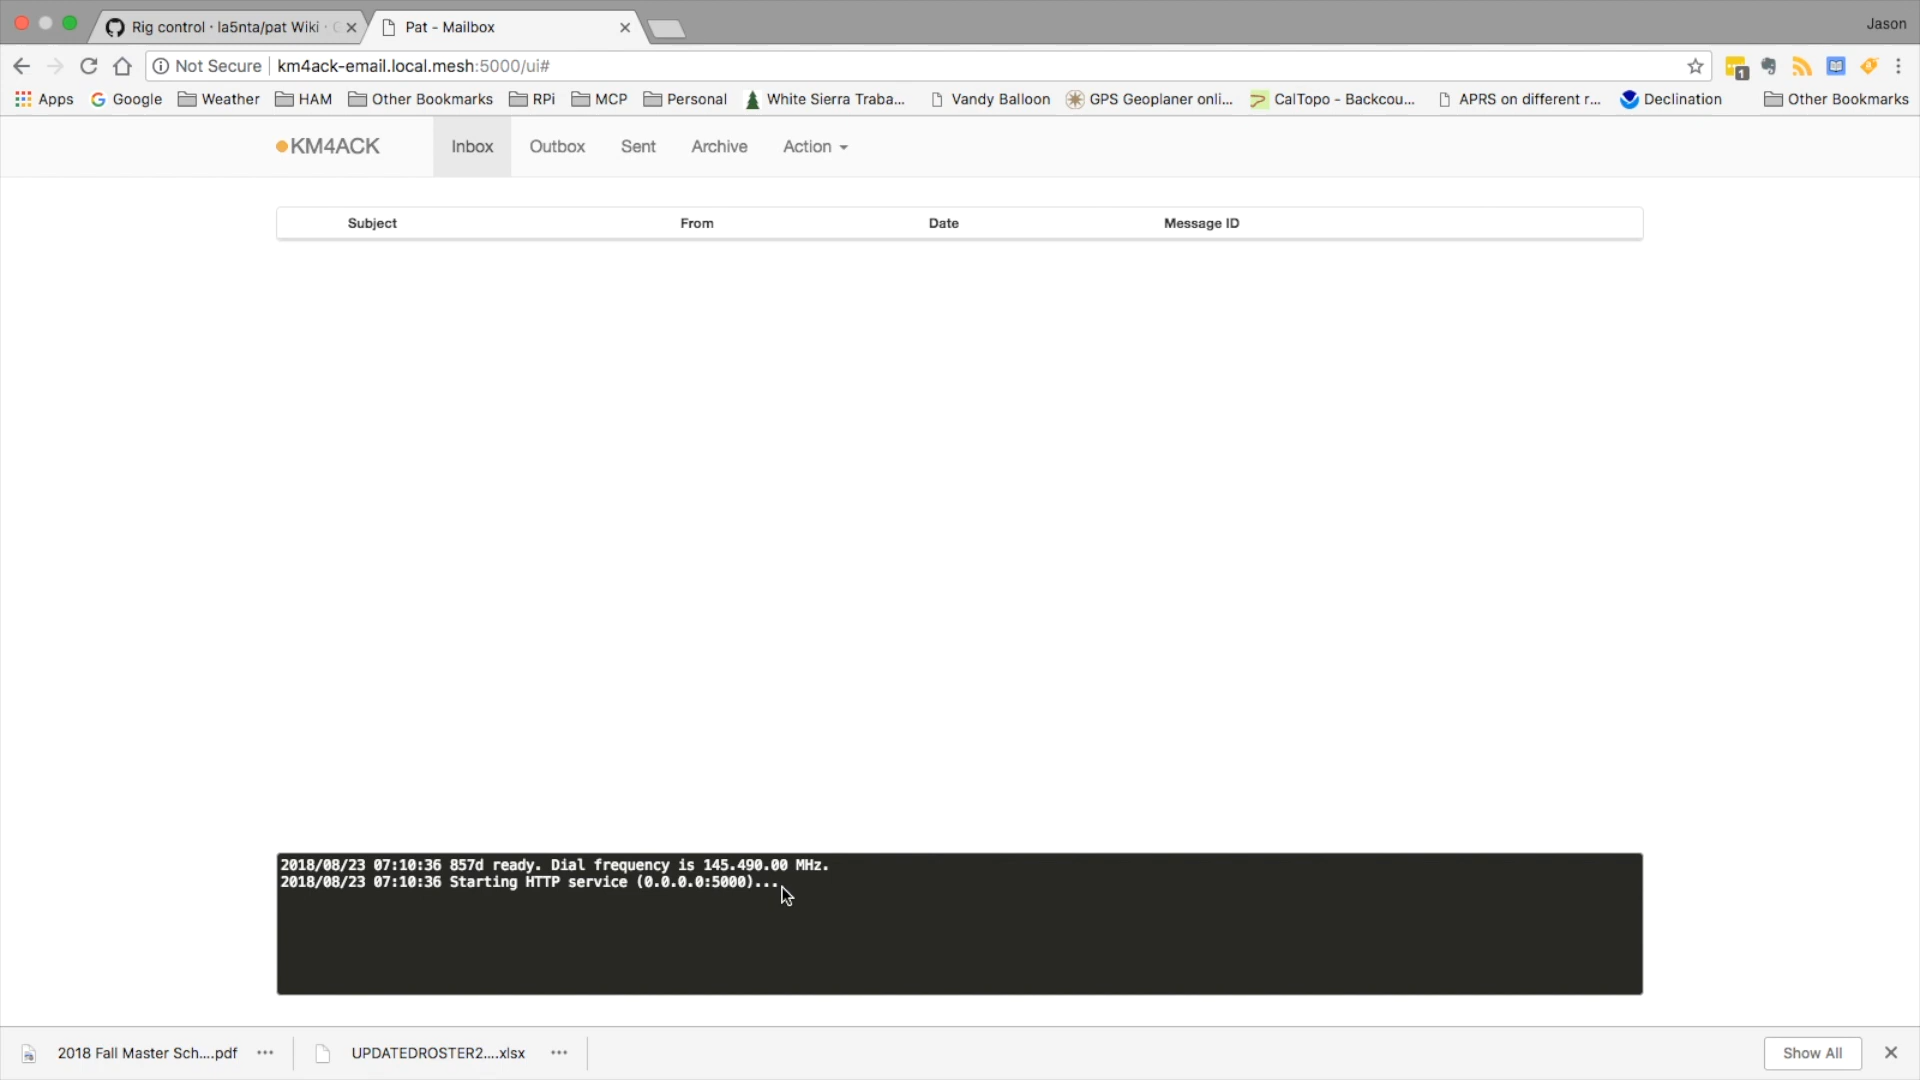 Rig control · la5nta/pat Wiki ·
Pat - Mailbox
Jason
Not Secure km4ack-email.local.mesh:5000/ui#
1
Apps Google Weather HAM Other Bookmarks RPi MCP Personal White Sierra Traba... Vandy Balloon GPS Geoplaner onli... CalTopo - Backcou... APRS on different r... Declination Other Bookmarks
KM4ACK Inbox Outbox Sent Archive Action
Subject From Date Message ID
2018/08/23 07:10:36 857d ready. Dial frequency is 145.490.00 MHz.
2018/08/23 07:10:36 Starting HTTP service (0.0.0.0:5000)...
2018 Fall Master Sch....pdf UPDATEDROSTER2....xlsx Show All